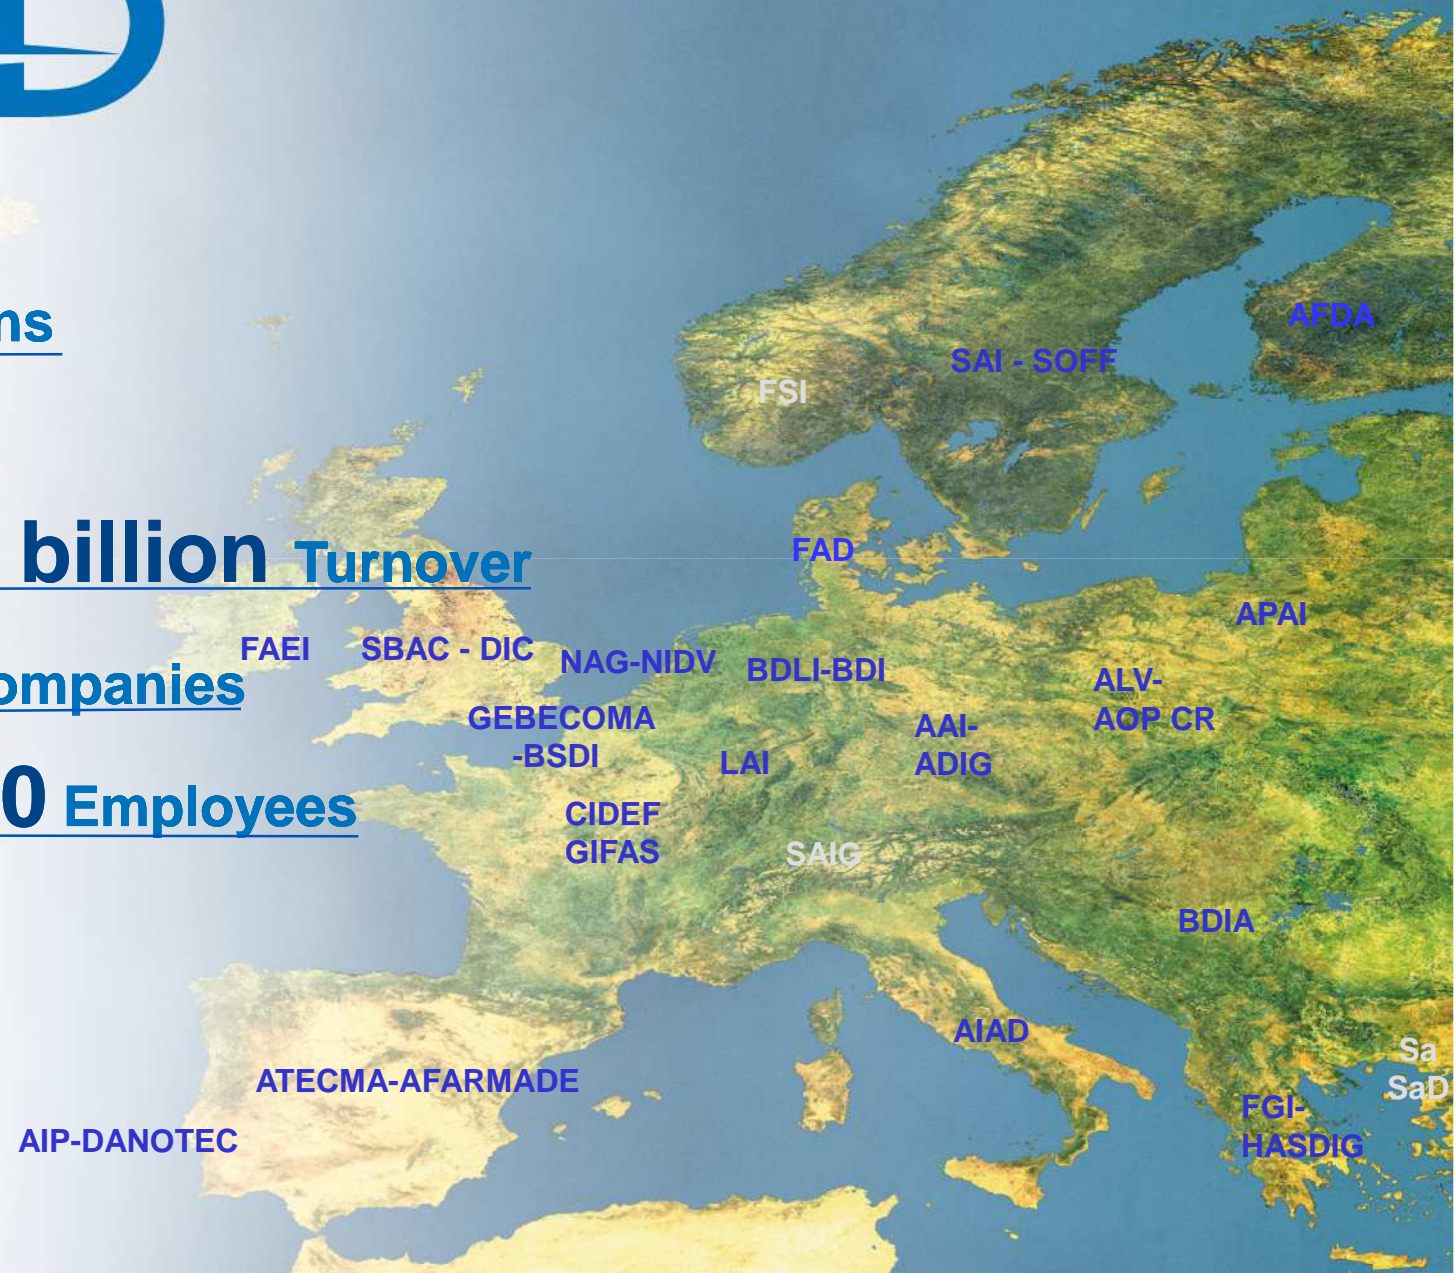 D
ns
AFDA
SAI - SOFF
FSI
billion Turnover
FAD
APAI
FAEI
SBAC - DIC
NAG-NIDV
BDLI-BDI
ompanies
ALV-
AOP CR
GEBECOMA
-BSDI
AAI-
ADIG
LAI
0 Employees
CIDEF
GIFAS
SAIG
BDIA
AIAD
Sa
SaD
ATECMA-AFARMADE
FGI-
HASDIG
AIP-DANOTEC